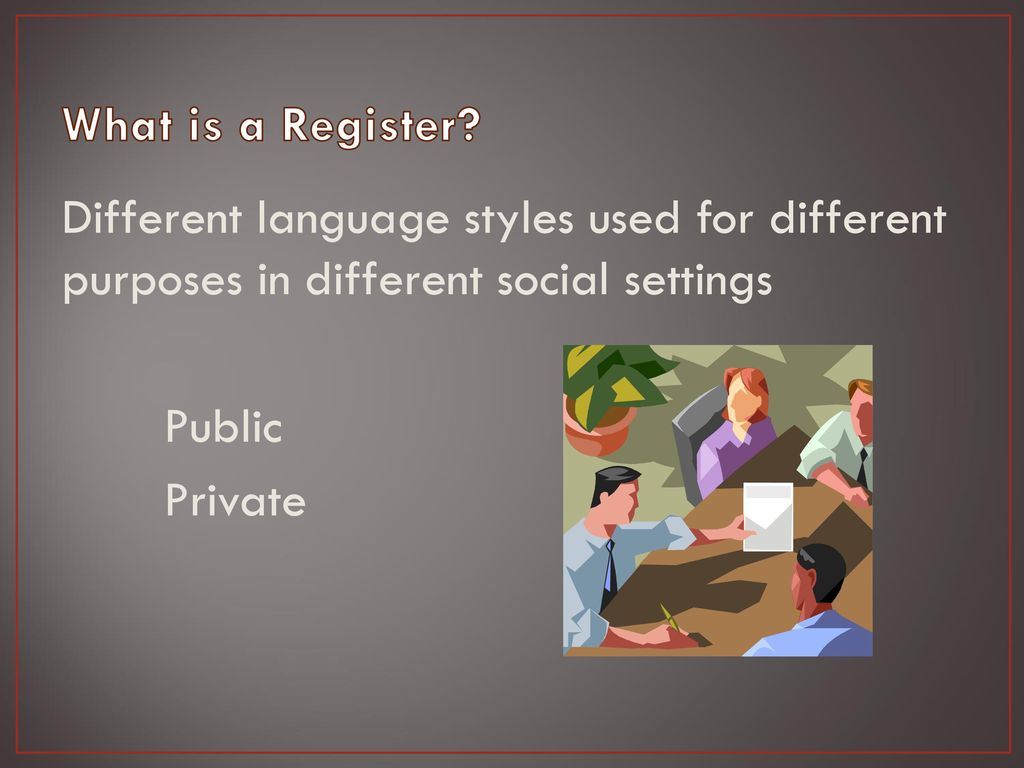 What is a Register?
Different language styles used for different
purposes in different social settings
Public
Private